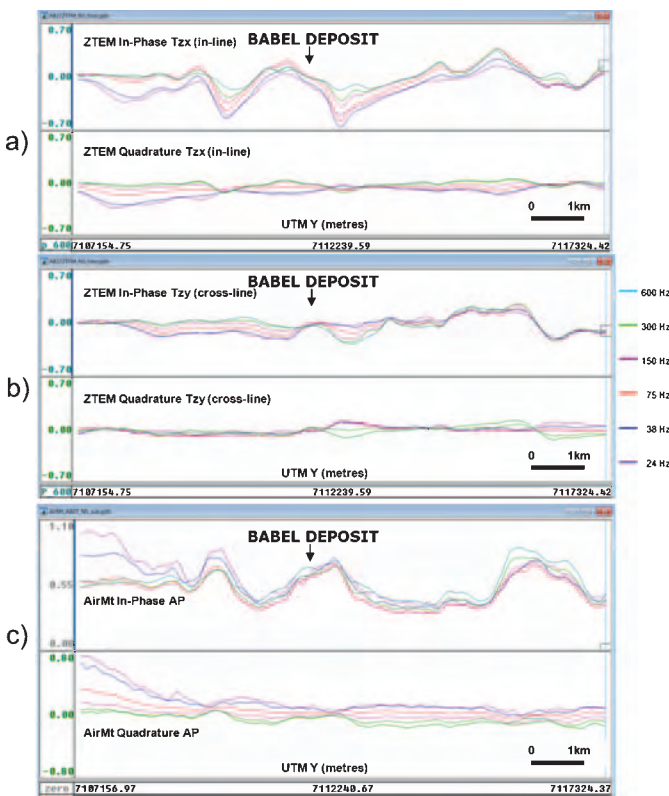 0.70
ZTEM In-Phase Tzx (in-line)
BABEL DEPOSIT
0.00
-0.70
a)
0.70
ZTEM Quadrature Tzx (in-line)
0.00
0 1km
UTM Y (metres)
-0.70
7107154.75 7112239.59 7117324.42
0.70
BABEL DEPOSIT
ZTEM In-Phase Tzy (cross-line)
0.00
-0.70
b)
0.70
ZTEM Quadrature Tzy (cross-line)
0.00
0 1km
UTM Y (metres)
-0.70
P 600 7107154.75 7112239.59 7117324.42
600 Hz
300 Hz
150 Hz
75 Hz
38 Hz
24 Hz
1.10
BABEL DEPOSIT
0.55
AirMt In-Phase AP
0.00
c)
0.80
0.00
AirMt Quadrature AP
0 1km
UTM Y (metres)
-0.80
zero 7107156.97 7112240.67 7117324.37